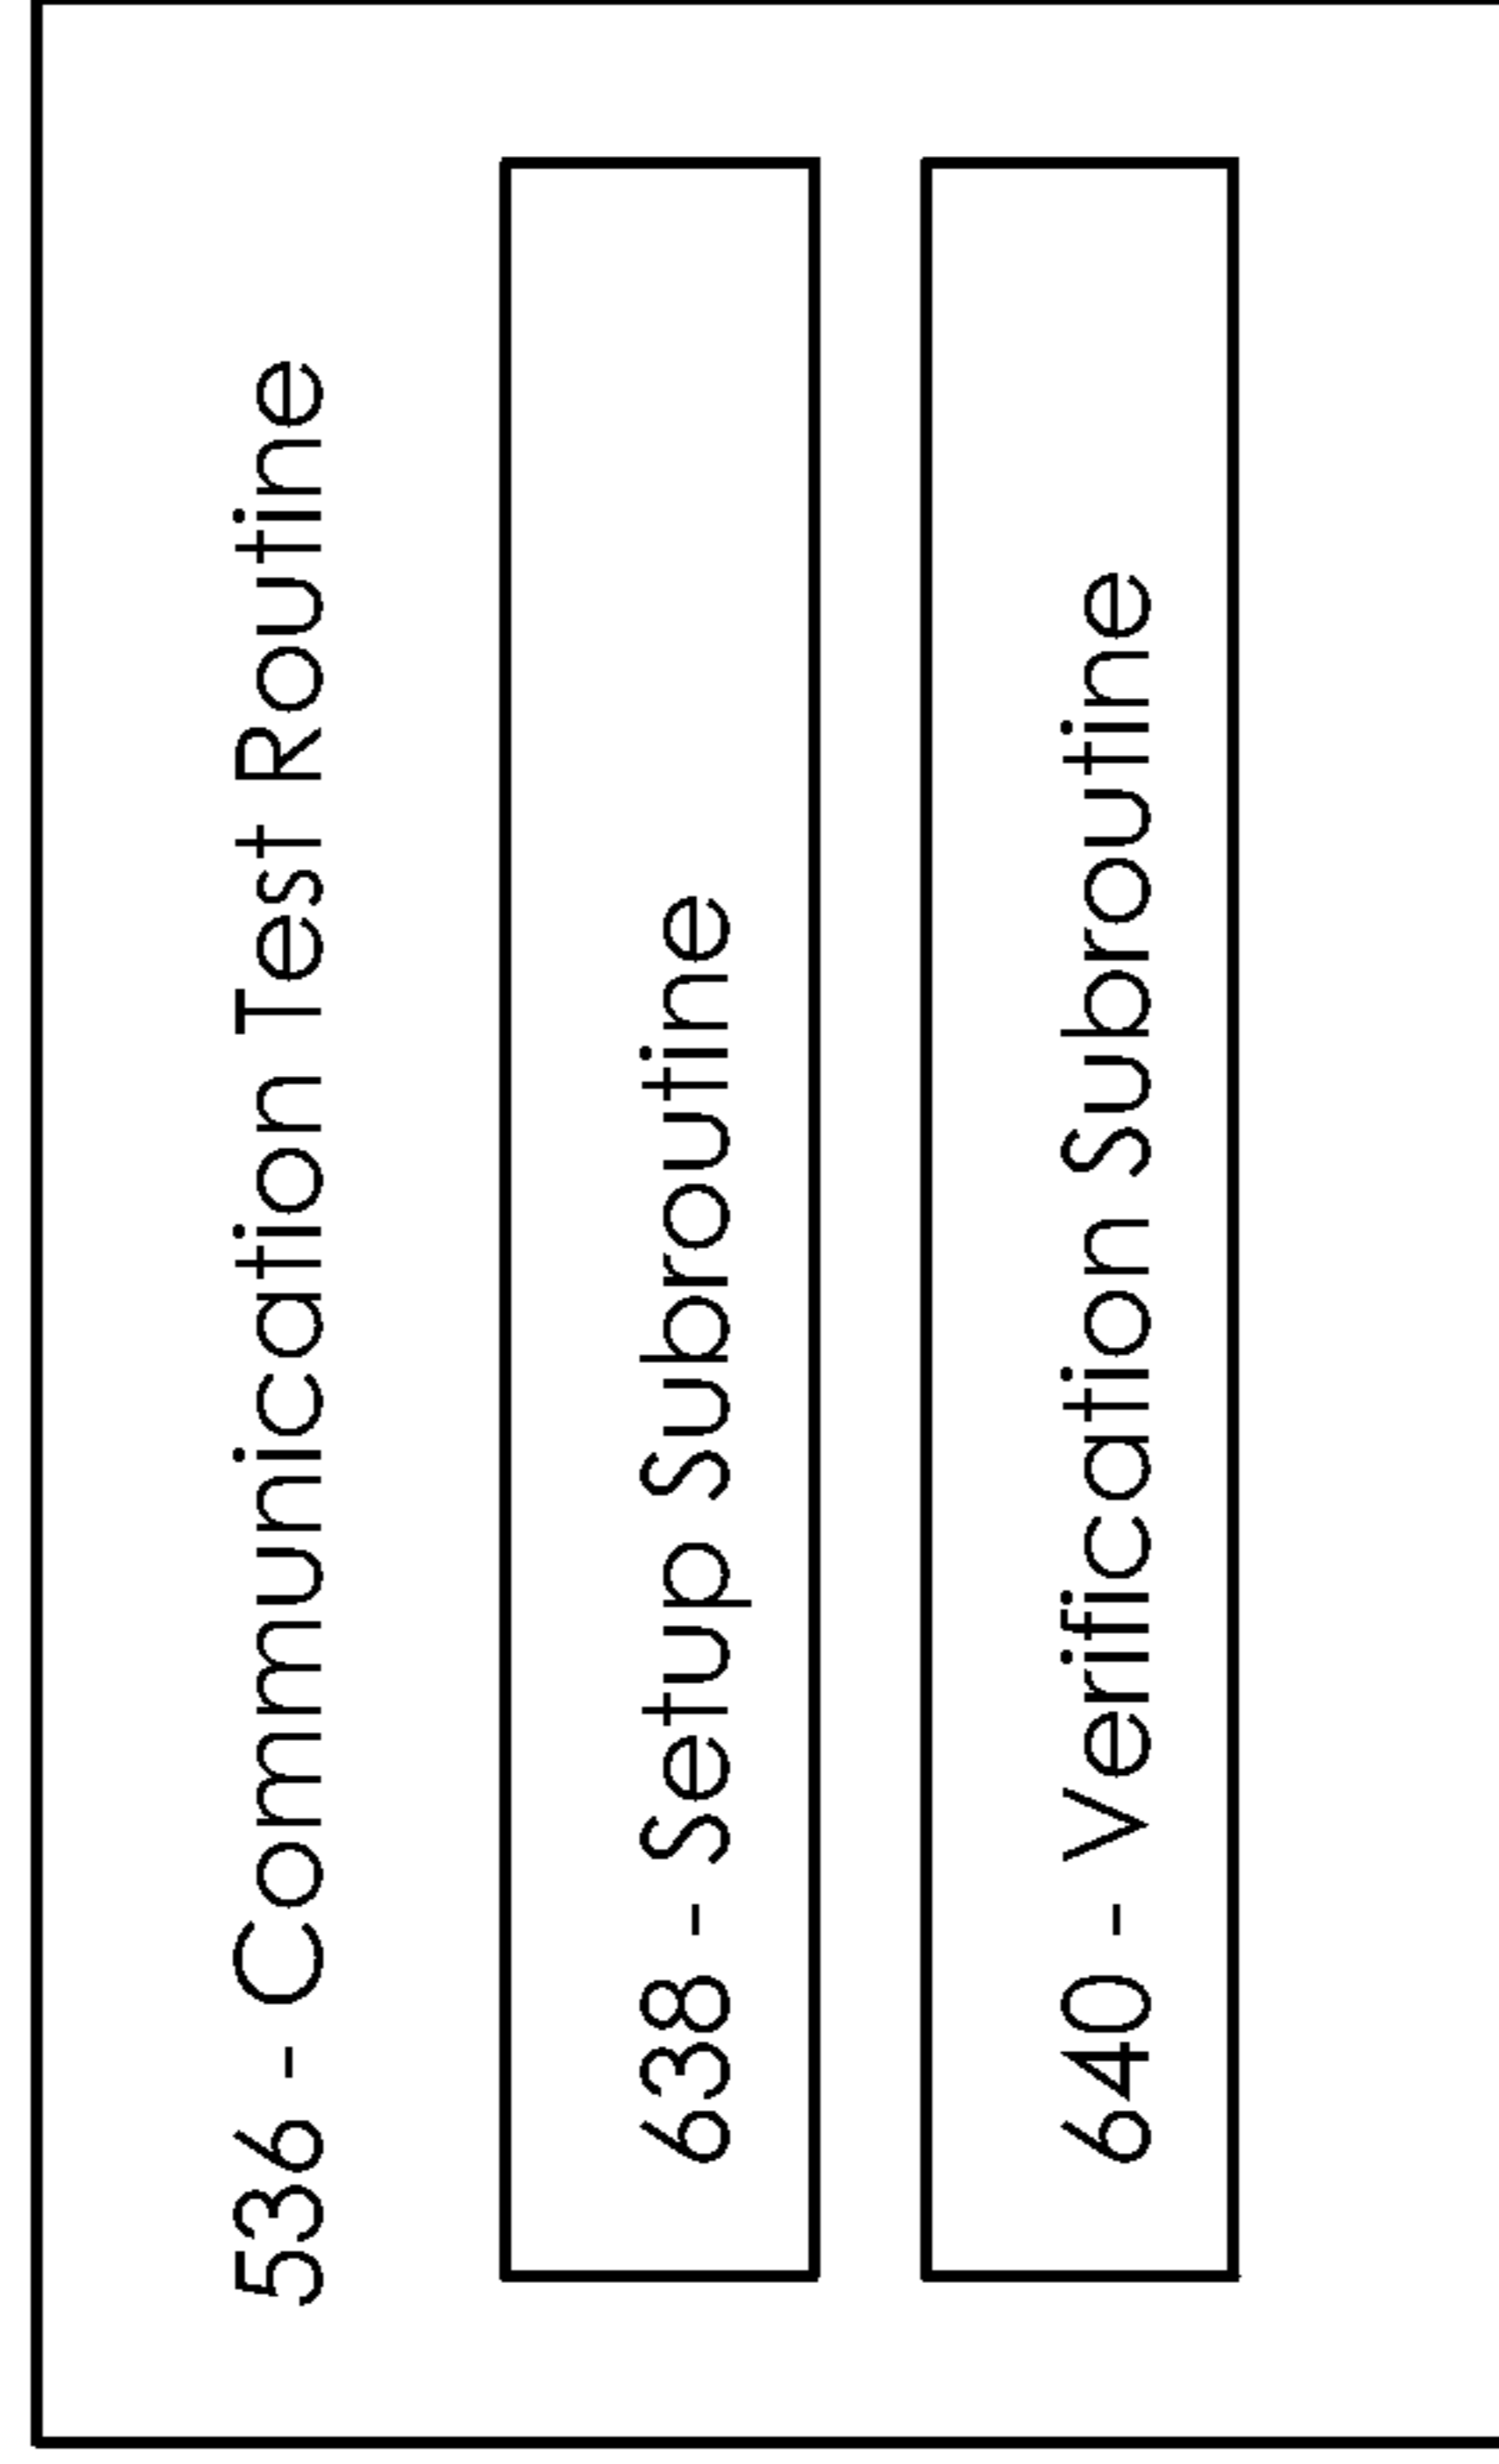 536 - Communication Test Routine
638 - Setup Subroutine
640 - Verification Subroutine